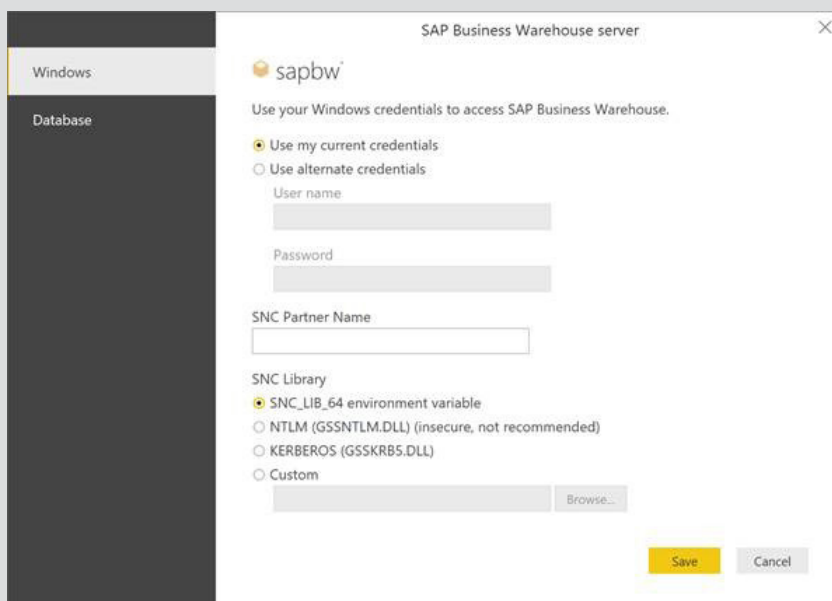 SAP Business Warehouse server
Windows
Database
sapbw
Use your Windows credentials to access SAP Business Warehouse.
Use my current credentials
Use alternate credentials
User name
Password
SNC Partner Name
SNC Library
SNC_LIB_64 environment variable
NTLM (GSSNTLM.DLL) (insecure, not recommended)
KERBEROS (GSSKRB5.DLL)
Custom
Browse...
Save Cancel